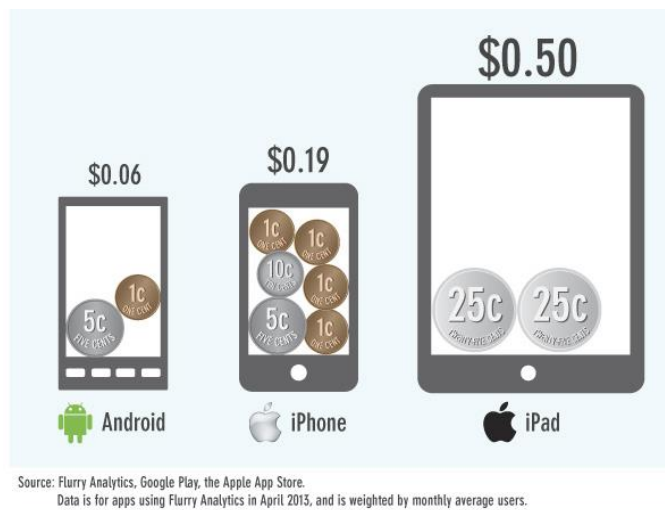 $0.50
$0.19
$0.06
1c
ONE CENT
1c
ONE CENT
10c
1c
ONE CENT
1c
ONE CENT
5c
FIVE CENTS
5c
FIVE CENTS
1c
ONE CENT
25c
25c
Android
iPhone
iPad
Source: Flurry Analytics, Google Play, the Apple App Store.
Data is for apps using Flurry Analytics in April 2013, and is weighted by monthly average users.